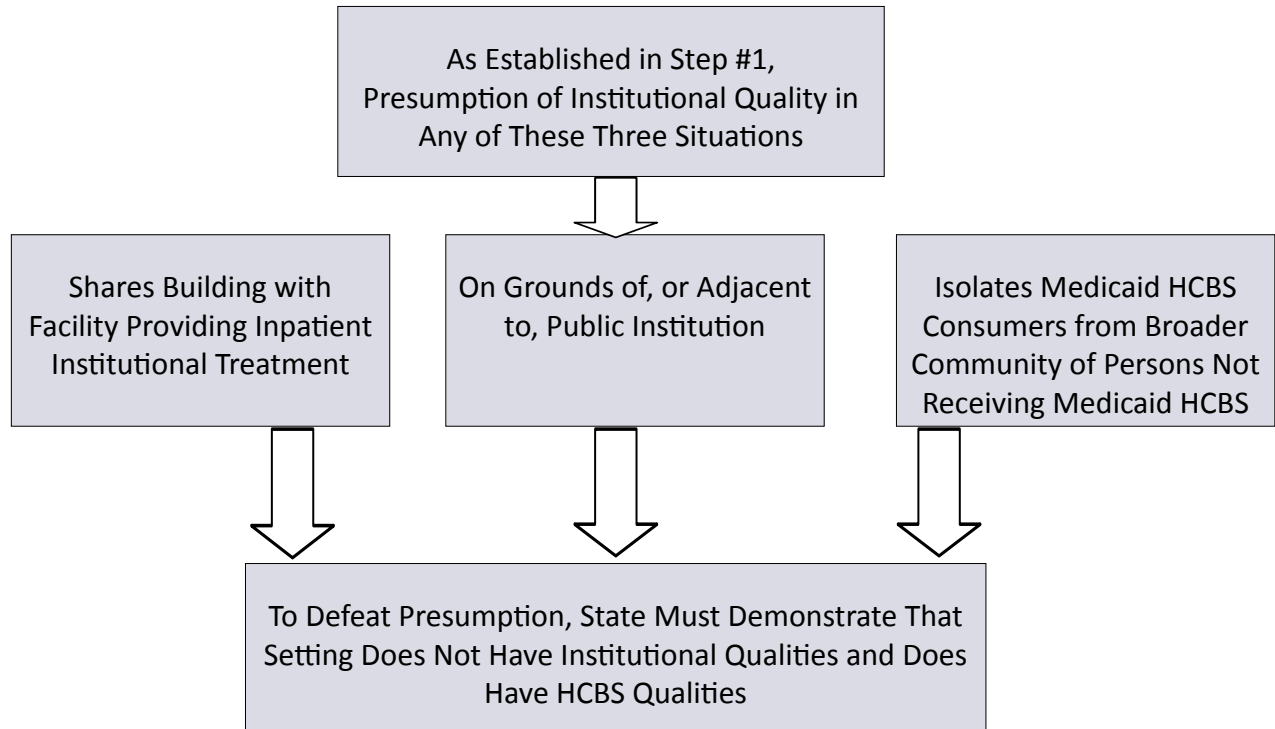 As Established in Step #1,
Presumption of Institutional Quality in
Any of These Three Situations
Shares Building with
Facility Providing Inpatient
Institutional Treatment
On Grounds of, or Adjacent
to, Public Institution
Isolates Medicaid HCBS
Consumers from Broader
Community of Persons Not
Receiving Medicaid HCBS
To Defeat Presumption, State Must Demonstrate That
Setting Does Not Have Institutional Qualities and Does
Have HCBS Qualities